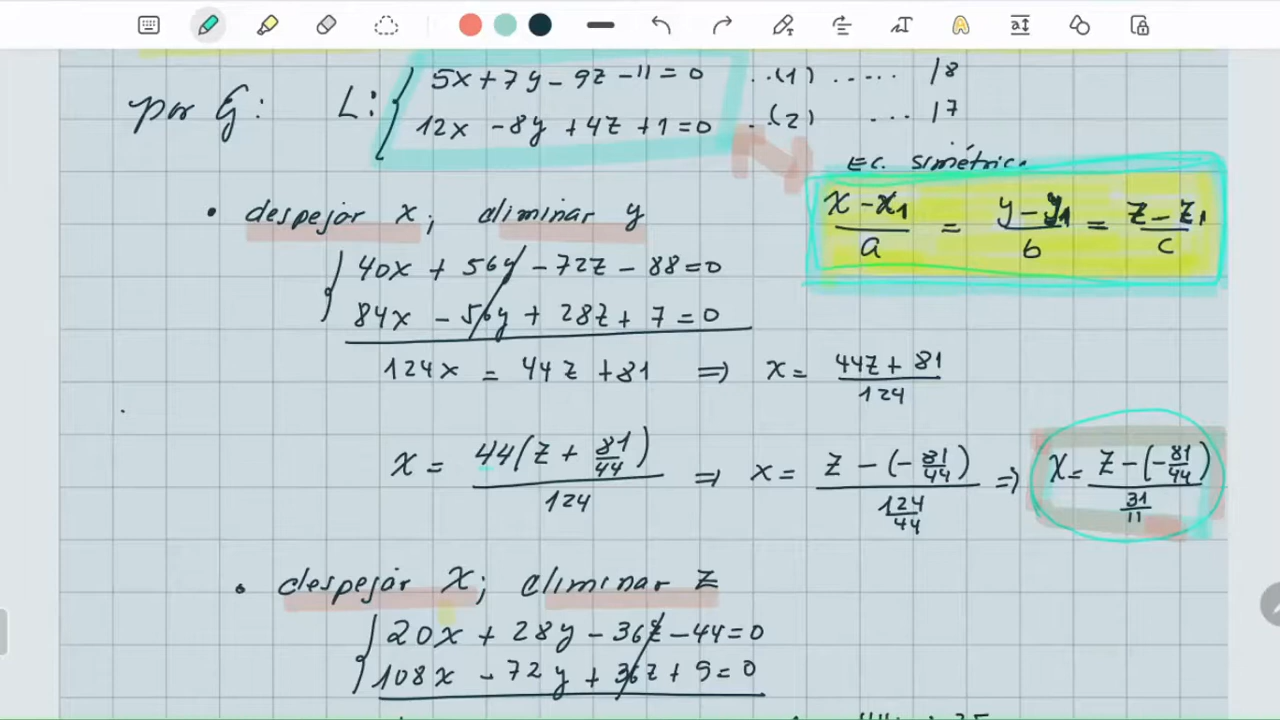 por G: L: { 5x + 7y - 9z - 11 = 0 ..(1) ..... /8
12x - 8y + 4z + 1 = 0 ..(2) ... /7
Ec. simétrica
x - x1 / a = y - y1 / b = z - z1 / c
• despejar x; eliminar y
{ 40x + 56y - 72z - 88 = 0
84x - 56y + 28z + 7 = 0
124x = 44z + 81 ⇒ x = 44z + 81 / 124
x = 44(z + 81/44) / 124 ⇒ x = z - (-81/44) / 124/44 ⇒ x = z - (-81/44) / 31/11
• despejar x; eliminar z
{ 20x + 28y - 36z - 44 = 0
108x - 72y + 36z + 9 = 0